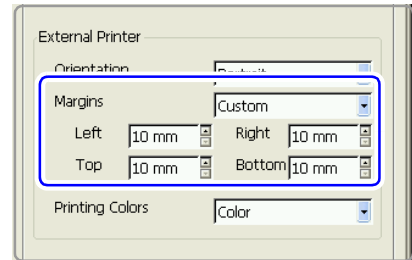 External Printer
Orientation Portrait
Margins Custom
Left 10 mm Right 10 mm
Top 10 mm Bottom 10 mm
Printing Colors Color